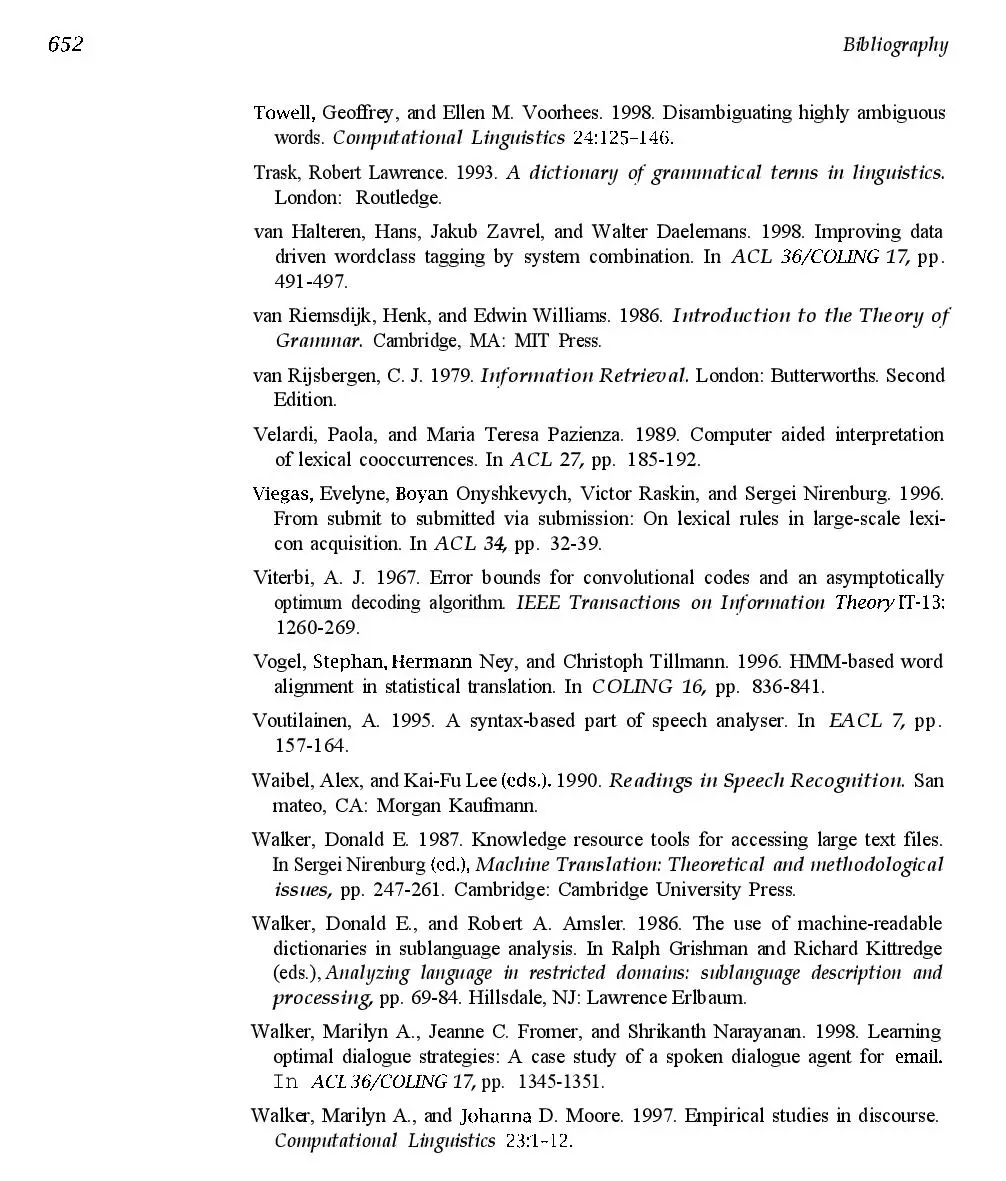 652
Bibliography
Towell, Geoffrey, and Ellen M. Voorhees. 1998. Disambiguating highly ambiguous
words. Computational Linguistics 24:125-146.
Trask, Robert Lawrence. 1993. A dictionary of grammatical terms in linguistics.
London: Routledge.
van Halteren, Hans, Jakub Zavrel, and Walter Daelemans. 1998. Improving data
driven wordclass tagging by system combination. In ACL 36/COLING 17, pp.
491-497.
van Riemsdijk, Henk, and Edwin Williams. 1986. Introduction to the Theory of
Grammar. Cambridge, MA: MIT Press.
van Rijsbergen, C. J. 1979. Information Retrieval. London: Butterworths. Second
Edition.
Velardi, Paola, and Maria Teresa Pazienza. 1989. Computer aided interpretation
of lexical cooccurrences. In ACL 27, pp. 185-192.
Viegas, Evelyne, Boyan Onyshkevych, Victor Raskin, and Sergei Nirenburg. 1996.
From submit to submitted via submission: On lexical rules in large-scale lexi-
con acquisition. In ACL 34, pp. 32-39.
Viterbi, A. J. 1967. Error bounds for convolutional codes and an asymptotically
optimum decoding algorithm. IEEE Transactions on Information Theory IT-13:
1260-269.
Vogel, Stephan, Hermann Ney, and Christoph Tillmann. 1996. HMM-based word
alignment in statistical translation. In COLING 16, pp. 836-841.
Voutilainen, A. 1995. A syntax-based part of speech analyser. In EACL 7, pp.
157-164.
Waibel, Alex, and Kai-Fu Lee (eds.). 1990. Readings in Speech Recognition. San
mateo, CA: Morgan Kaufmann.
Walker, Donald E. 1987. Knowledge resource tools for accessing large text files.
In Sergei Nirenburg (ed.), Machine Translation: Theoretical and methodological
issues, pp. 247-261. Cambridge: Cambridge University Press.
Walker, Donald E., and Robert A. Amsler. 1986. The use of machine-readable
dictionaries in sublanguage analysis. In Ralph Grishman and Richard Kittredge
(eds.), Analyzing language in restricted domains: sublanguage description and
processing, pp. 69-84. Hillsdale, NJ: Lawrence Erlbaum.
Walker, Marilyn A., Jeanne C. Fromer, and Shrikanth Narayanan. 1998. Learning
optimal dialogue strategies: A case study of a spoken dialogue agent for email.
In ACL 36/COLING 17, pp. 1345-1351.
Walker, Marilyn A., and Johanna D. Moore. 1997. Empirical studies in discourse.
Computational Linguistics 23:1-12.